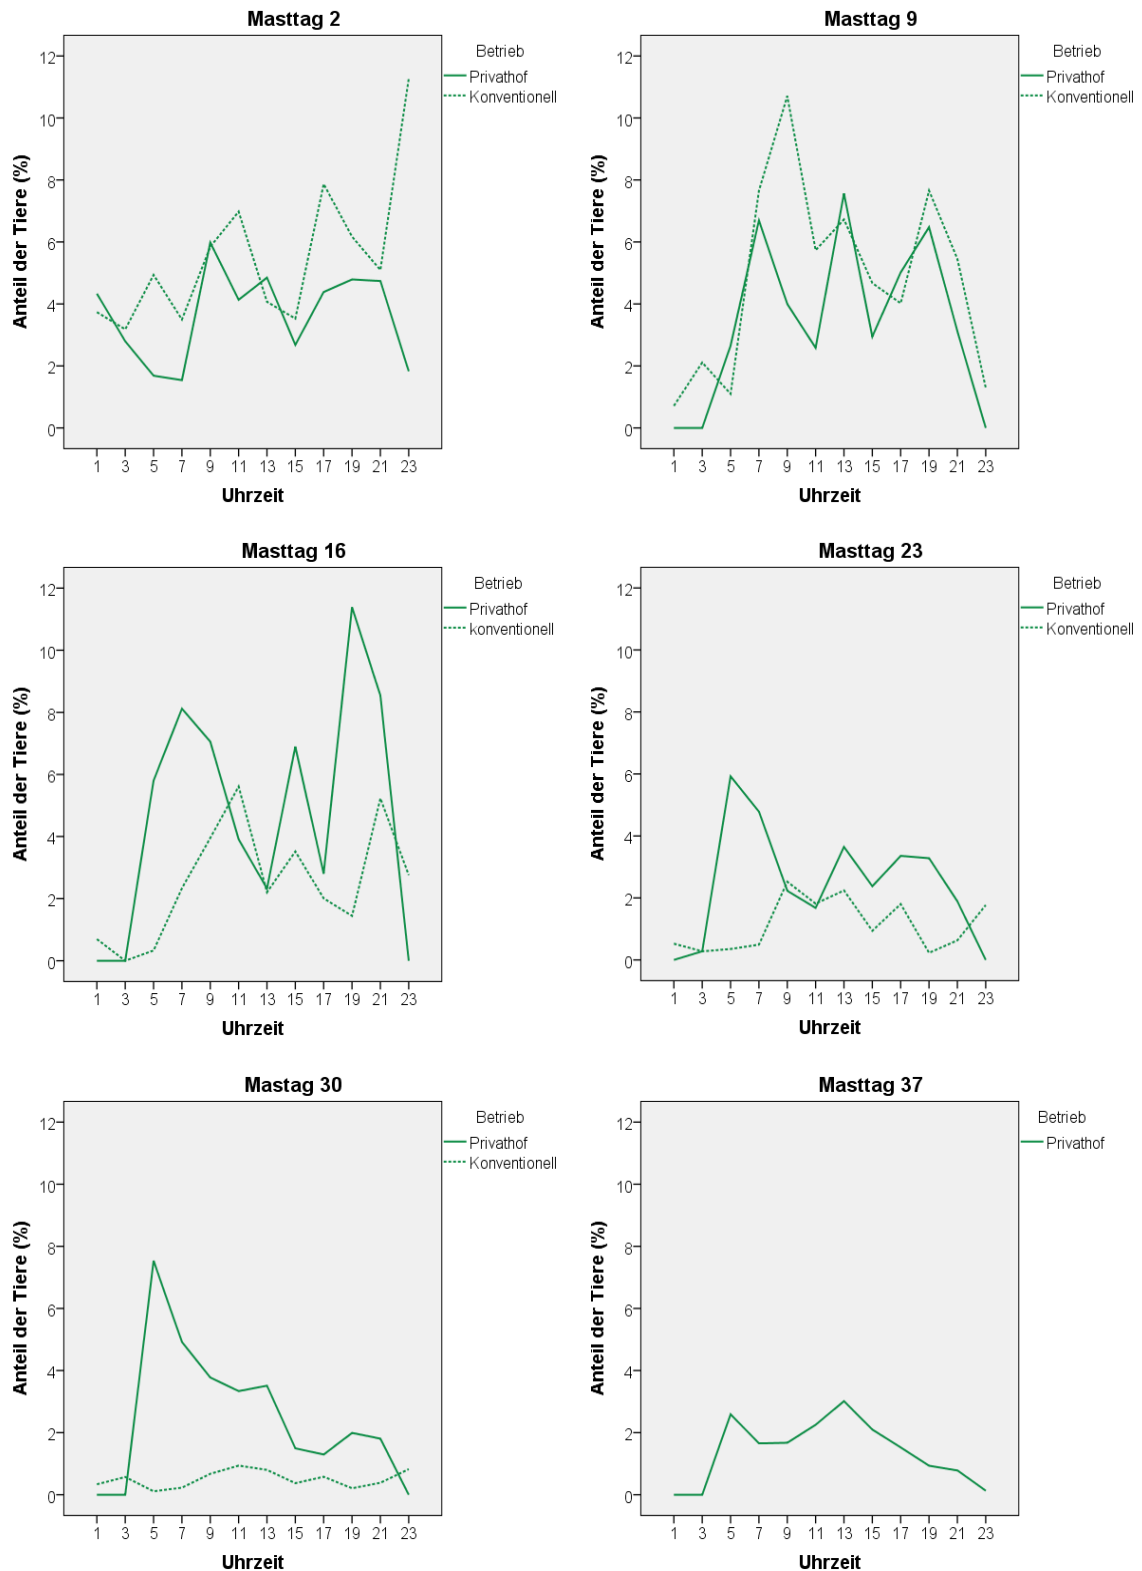 Masttag 2
Betrieb
Privathof
Konventionell
Anteil der Tiere (%)
12
10
8
6
4
2
0
1 3 5 7 9 11 13 15 17 19 21 23
Uhrzeit
Masttag 9
Betrieb
Privathof
Konventionell
Anteil der Tiere (%)
12
10
8
6
4
2
0
1 3 5 7 9 11 13 15 17 19 21 23
Uhrzeit
Masttag 16
Betrieb
Privathof
konventionell
Anteil der Tiere (%)
12
10
8
6
4
2
0
1 3 5 7 9 11 13 15 17 19 21 23
Uhrzeit
Masttag 23
Betrieb
Privathof
Konventionell
Anteil der Tiere (%)
12
10
8
6
4
2
0
1 3 5 7 9 11 13 15 17 19 21 23
Uhrzeit
Mastag 30
Betrieb
Privathof
Konventionell
Anteil der Tiere (%)
12
10
8
6
4
2
0
1 3 5 7 9 11 13 15 17 19 21 23
Uhrzeit
Masttag 37
Betrieb
Privathof
Anteil der Tiere (%)
12
10
8
6
4
2
0
1 3 5 7 9 11 13 15 17 19 21 23
Uhrzeit